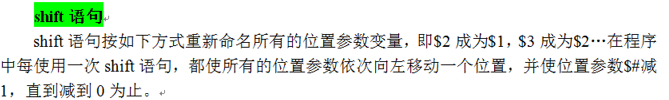 shift 语句
shift 语句按如下方式重新命名所有的位置参数变量，即$2 成为$1，$3 成为$2…在程序
中每使用一次 shift 语句，都使所有的位置参数依次向左移动一个位置，并使位置参数$#减
1，直到减到 0 为止。